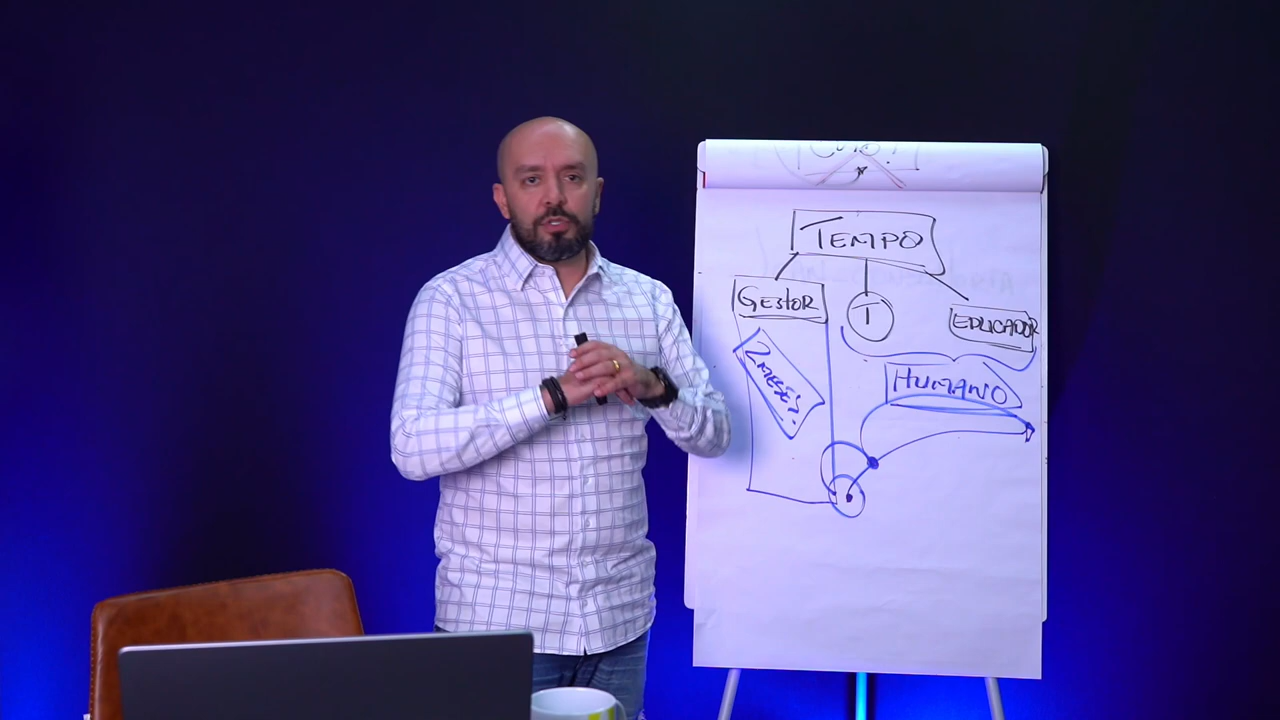 TEMPO
GESTOR
T
EDUCADOR
2 MESES.
HUMANO